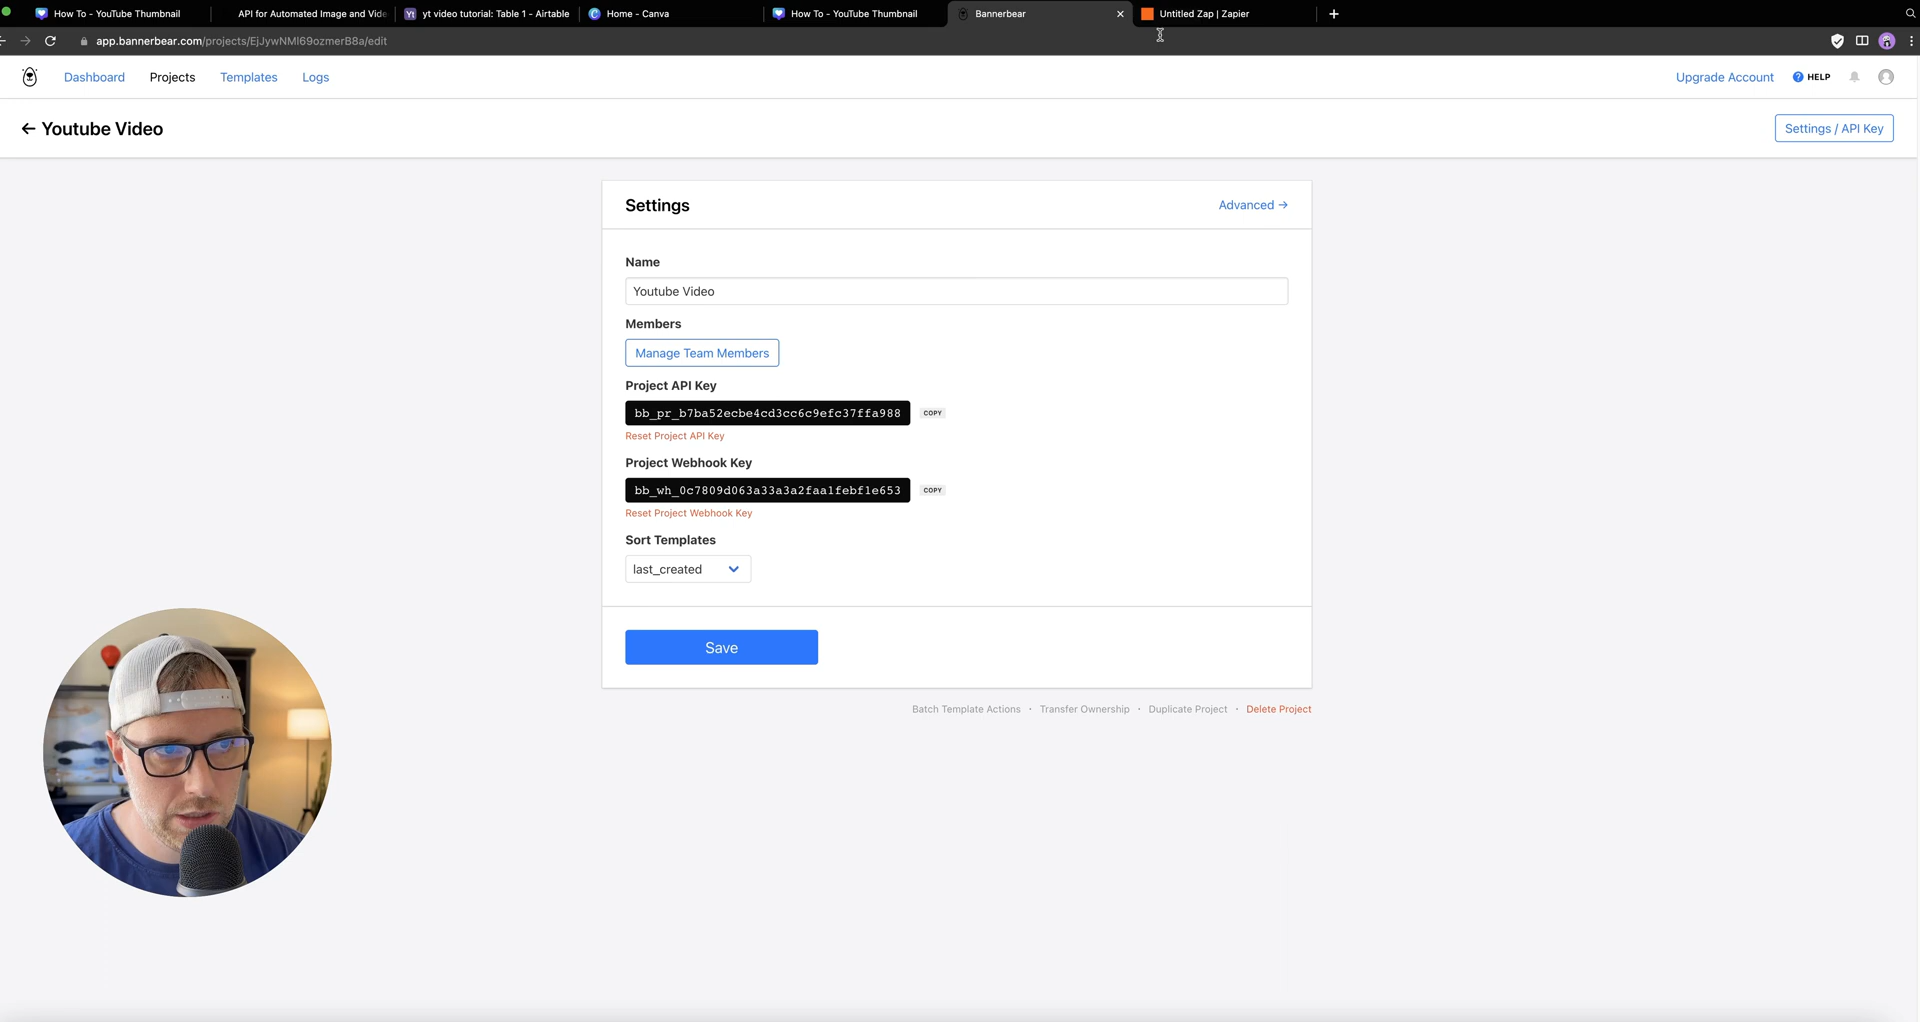 How To - YouTube Thumbnail
API for Automated Image and Vide
Yt yt video tutorial: Table 1 - Airtable
Home - Canva
How To - YouTube Thumbnail
Bannerbear
Untitled Zap | Zapier
app.bannerbear.com/projects/EjJywNMl69ozmerB8a/edit
Dashboard Projects Templates Logs
Upgrade Account ? HELP
← Youtube Video
Settings / API Key
Settings
Advanced →
Name
Youtube Video
Members
Manage Team Members
Project API Key
bb_pr_b7ba52ecbe4cd3cc6c9efc37ffa988 COPY
Reset Project API Key
Project Webhook Key
bb_wh_0c7809d063a33a3a2faa1febf1e653 COPY
Reset Project Webhook Key
Sort Templates
last_created
Save
Batch Template Actions · Transfer Ownership · Duplicate Project · Delete Project